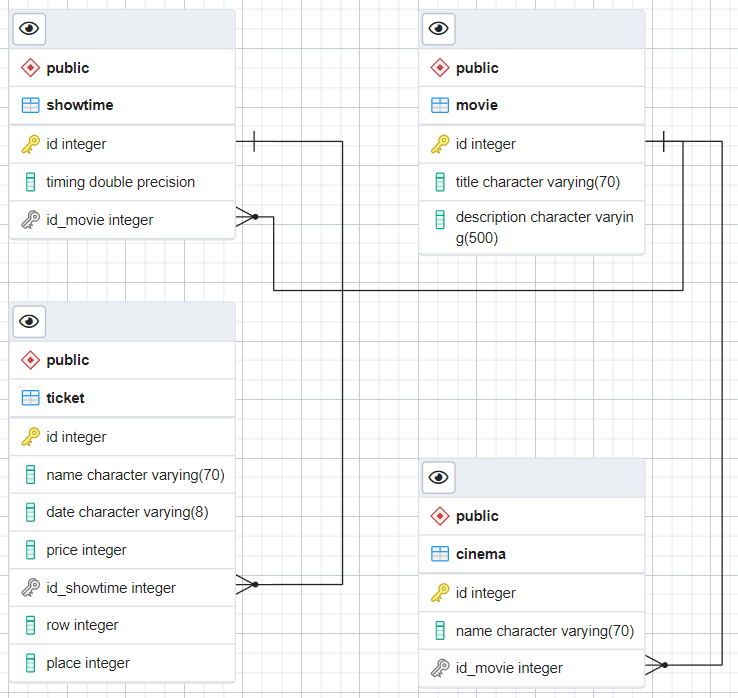 public
showtime
id integer
timing double precision
id_movie integer
public
movie
id integer
title character varying(70)
description character varyin
g(500)
public
ticket
id integer
name character varying(70)
date character varying(8)
price integer
id_showtime integer
row integer
place integer
public
cinema
id integer
name character varying(70)
id_movie integer